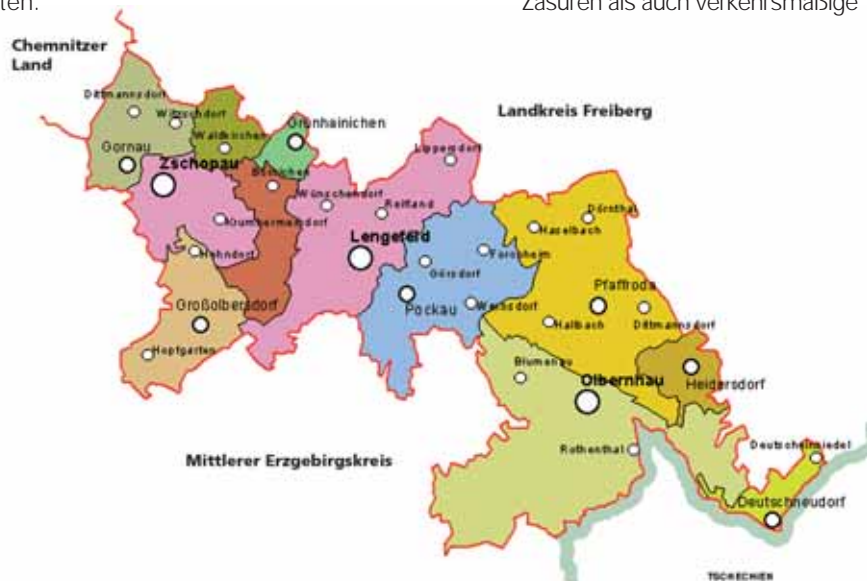 ten.
Zäsuren als auch verkehrsmäßige
Chemnitzer
Land
Dittmannsdorf
Witzschdorf
Landkreis Freiberg
Waldkirchen
Grünhainichen
Gornau
Lippersdorf
Zschopau
Börnichen
Wünschendorf
Reifland
Dörnthal
Krumhermersdorf
Haselbach
Lengefeld
Hohndorf
Forchheim
Görsdorf
Großolbersdorf
Pockau
Wernsdorf
Pfaffroda
Hallbach
Dittmannsdorf
Hopfgarten
Blumenau
Olbernhau
Heidersdorf
Mittlerer Erzgebirgskreis
Rothenthal
Deutscheinsiedel
Deutschneudorf
TSCHECHIEN